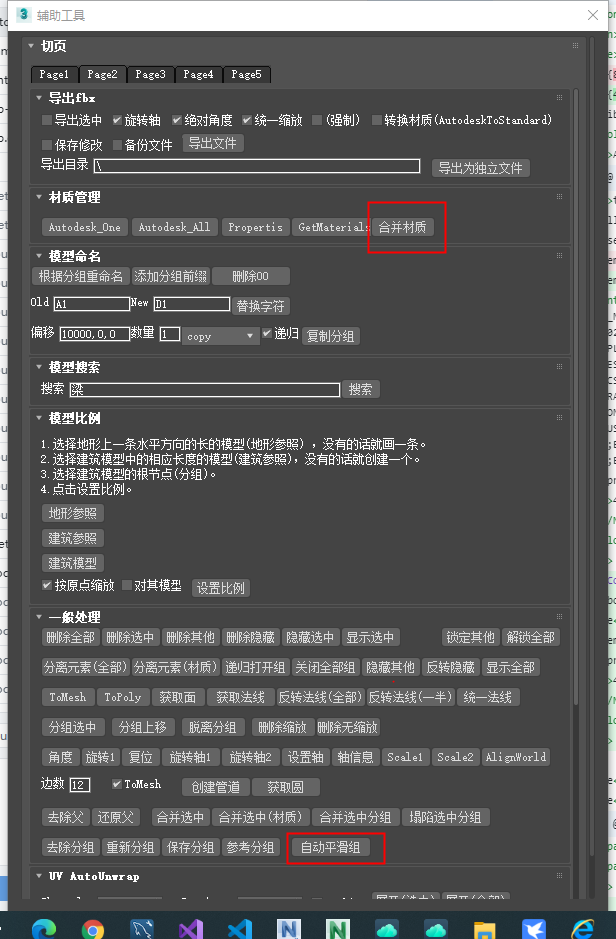 辅助工具
切页
Page1 Page2 Page3 Page4 Page5
导出fbx
导出选中 旋转轴 绝对角度 统一缩放 (强制) 转换材质(AutodeskToStandard)
保存修改 备份文件 导出文件
导出目录 \ 导出为独立文件
材质管理
Autodesk_One Autodesk_All Propertis GetMaterials 合并材质
模型命名
根据分组重命名 添加分组前缀 删除00
Old A1 New D1 替换字符
偏移 10000,0,0 数量 1 copy 递归 复制分组
模型搜索
搜索 梁 搜索
模型比例
1.选择地形上一条水平方向的长的模型(地形参照) , 没有的话就画一条。
2.选择建筑模型中的相应长度的模型(建筑参照), 没有的话就创建一个。
3.选择建筑模型的根节点(分组)。
4.点击设置比例。
地形参照
建筑参照
建筑模型
按原点缩放 对其模型 设置比例
一般处理
删除全部 删除选中 删除其他 删除隐藏 隐藏选中 显示选中 锁定其他 解锁全部
分离元素(全部) 分离元素(材质) 递归打开组 关闭全部组 隐藏其他 反转隐藏 显示全部
ToMesh ToPoly 获取面 获取法线 反转法线(全部) 反转法线(一半) 统一法线
分组选中 分组上移 脱离分组 删除缩放 删除无缩放
角度 旋转1 复位 旋转轴1 旋转轴2 设置轴 轴信息 Scale1 Scale2 AlignWorld
边数 12 ToMesh 创建管道 获取圆
去除父 还原父 合并选中 合并选中(材质) 合并选中分组 塌陷选中分组
去除分组 重新分组 保存分组 参考分组 自动平滑组
UV AutoUnwrap